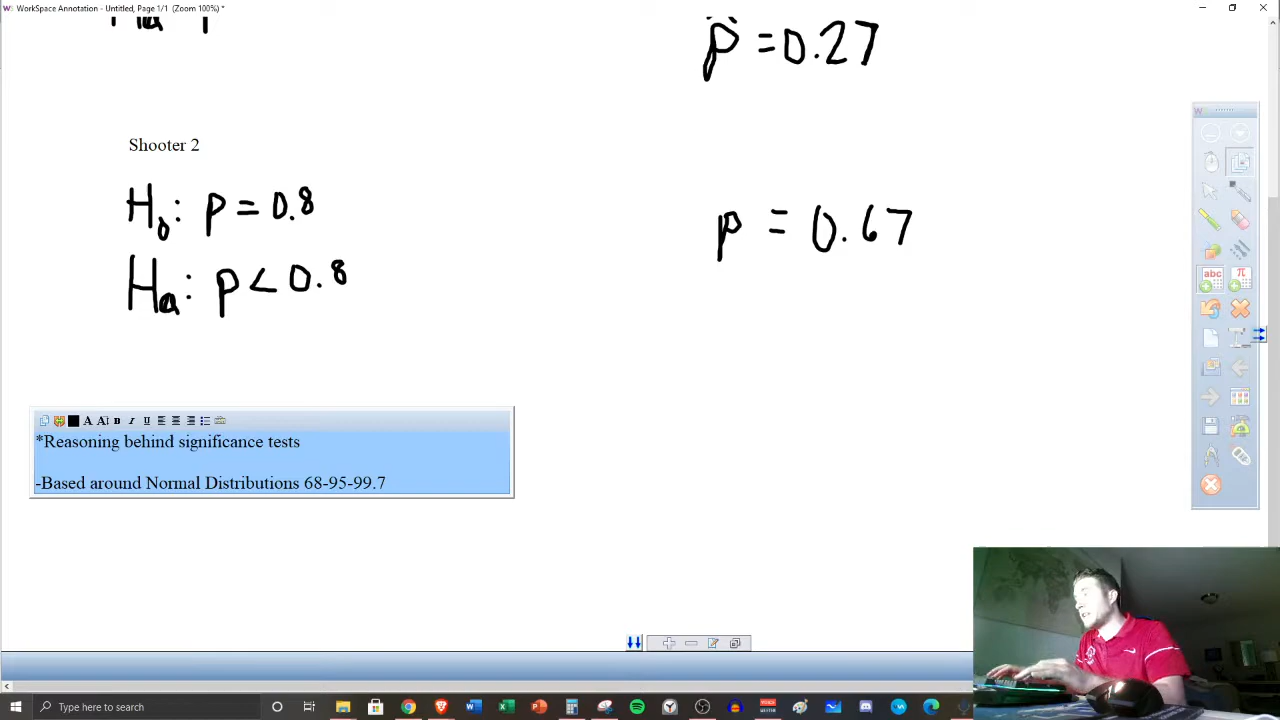 WorkSpace Annotation - Untitled, Page 1/1 (Zoom 100%) *
p̂ = 0.27
Shooter 2
H₀: p = 0.8
p = 0.67
Hₐ: p < 0.8
abc
π
*Reasoning behind significance tests
-Based around Normal Distributions 68-95-99.7
Type here to search